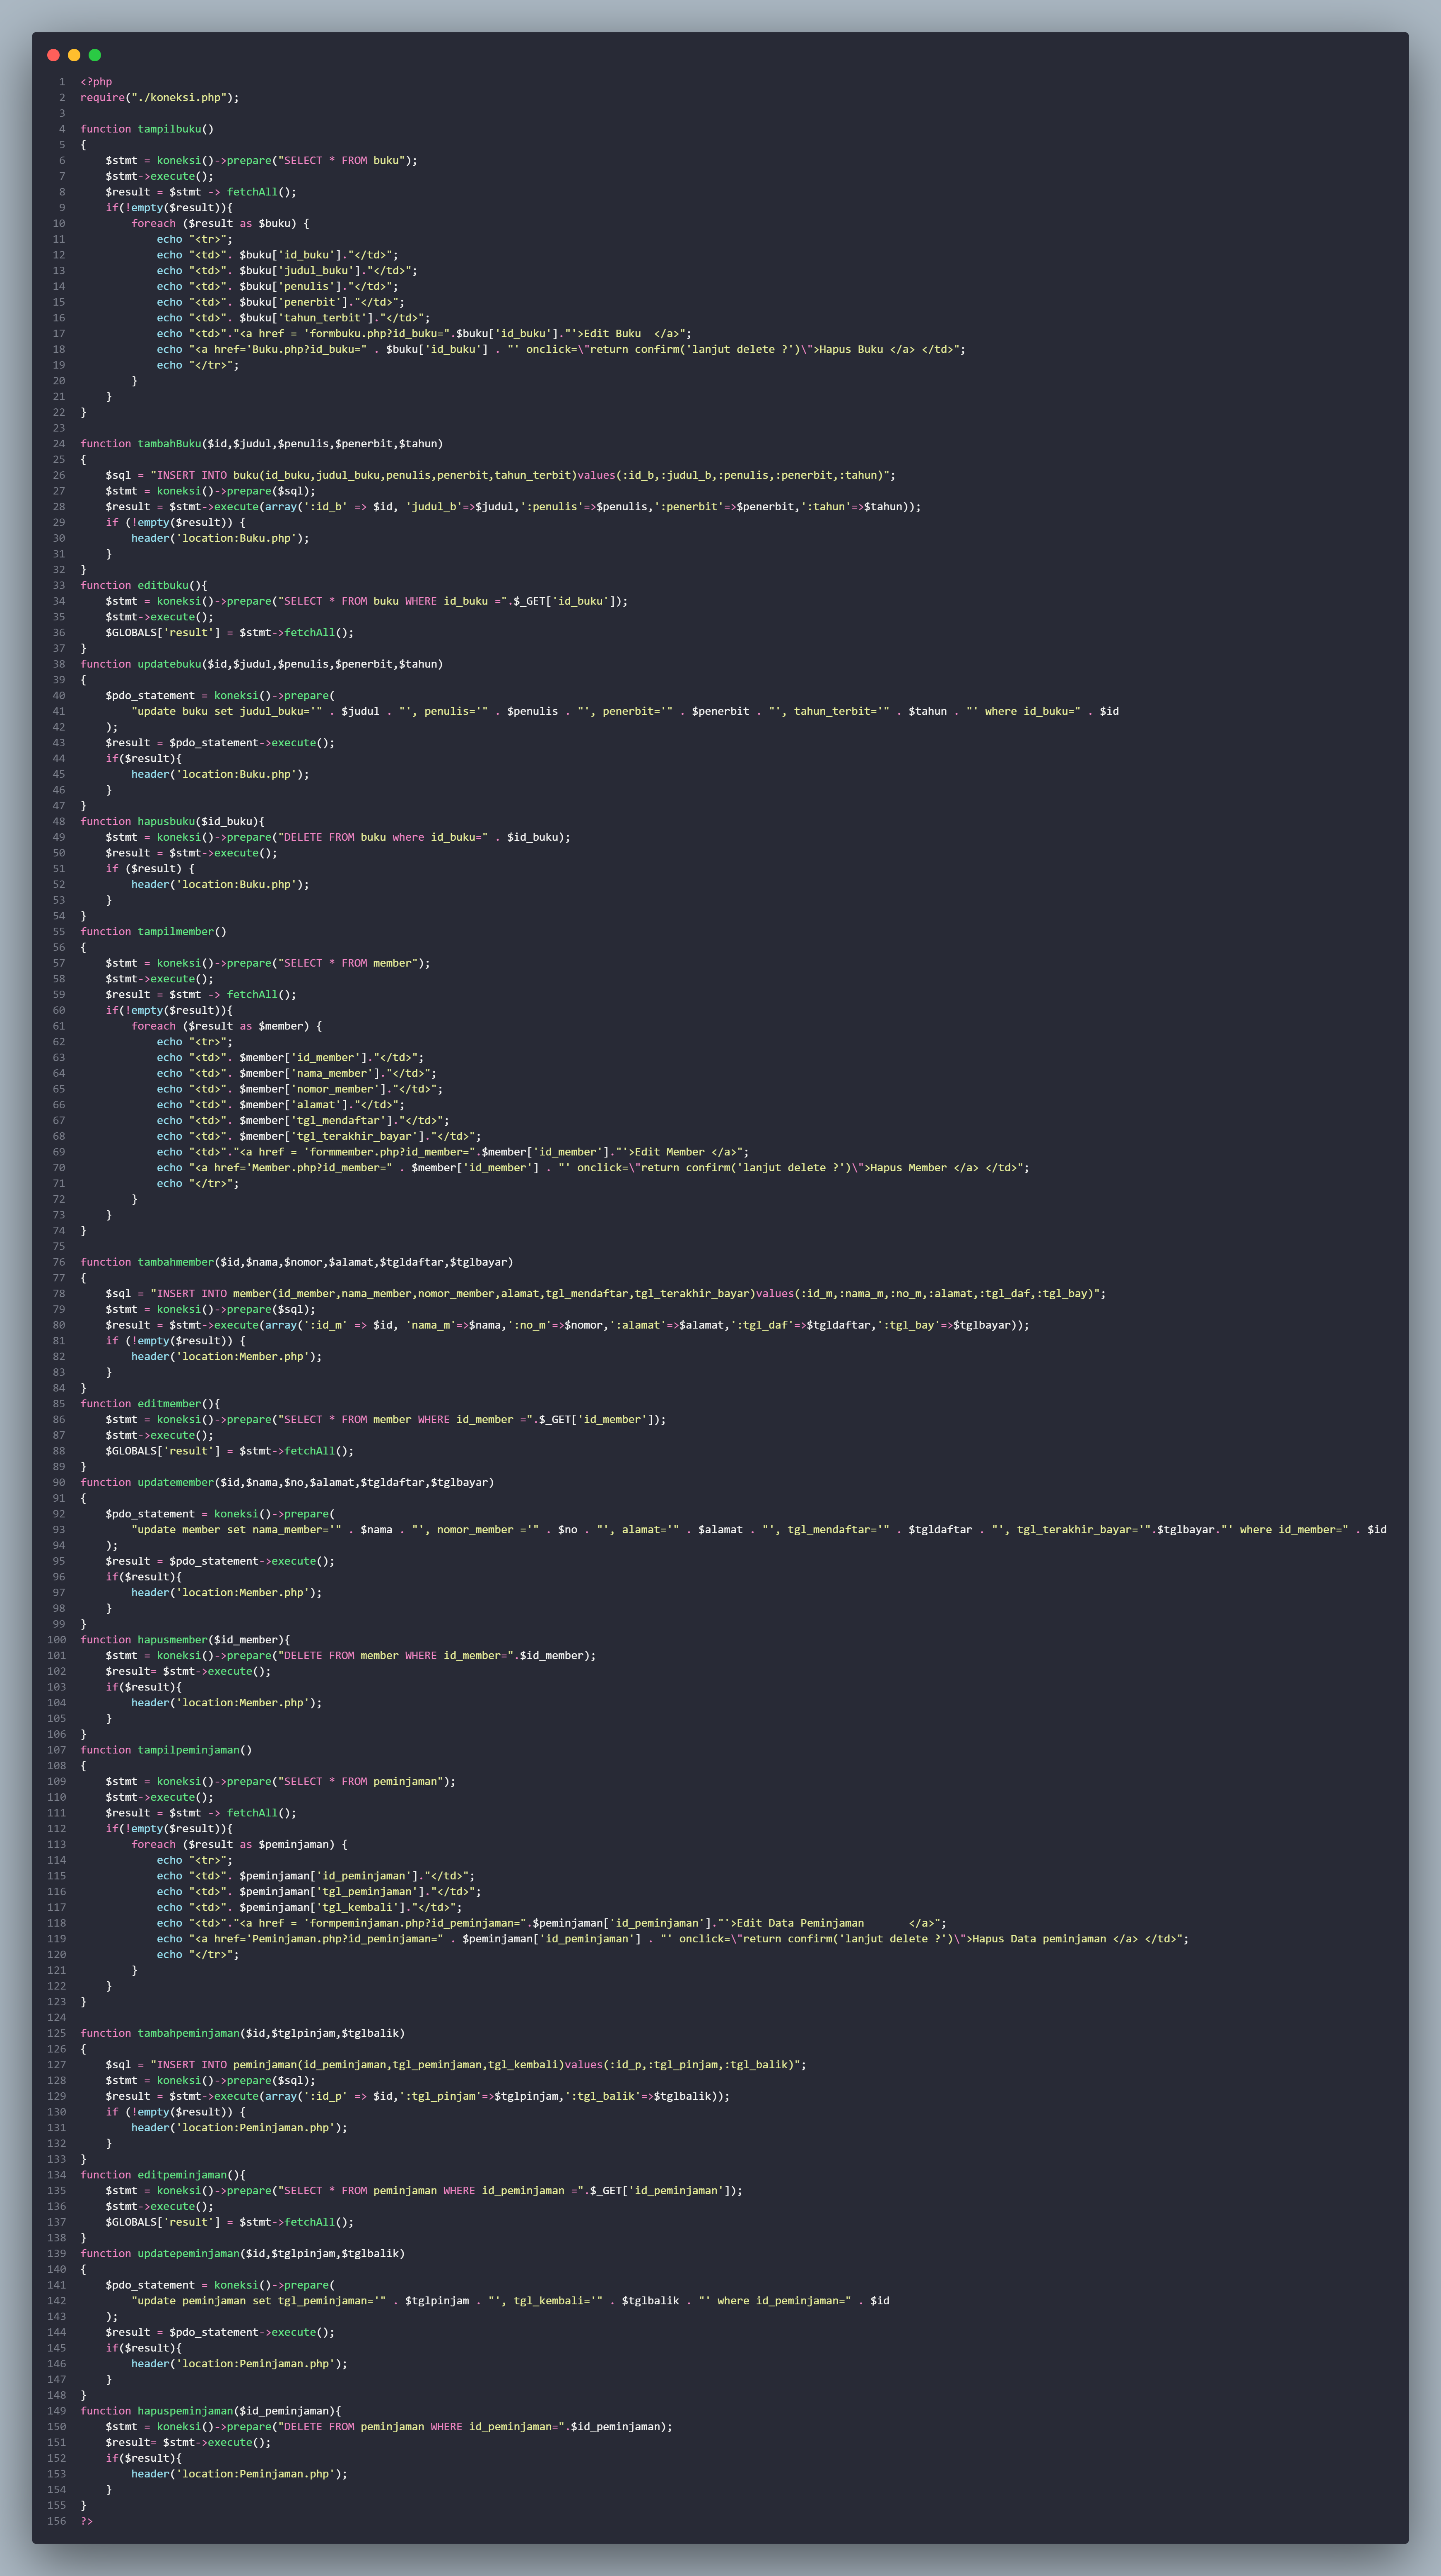 1 <?php
2 require("./koneksi.php");
3
4 function tampilbuku()
5 {
6     $stmt = koneksi()->prepare("SELECT * FROM buku");
7     $stmt->execute();
8     $result = $stmt -> fetchAll();
9     if(!empty($result)){
10         foreach ($result as $buku) {
11             echo "<tr>";
12             echo "<td>". $buku['id_buku']."</td>";
13             echo "<td>". $buku['judul_buku']."</td>";
14             echo "<td>". $buku['penulis']."</td>";
15             echo "<td>". $buku['penerbit']."</td>";
16             echo "<td>". $buku['tahun_terbit']."</td>";
17             echo "<td>"."<a href = 'formbuku.php?id_buku=".$buku['id_buku']."'>Edit Buku  </a>";
18             echo "<a href='Buku.php?id_buku=" . $buku['id_buku'] . "' onclick=\"return confirm('lanjut delete ?')\">Hapus Buku </a> </td>";
19             echo "</tr>";
20         }
21     }
22 }
23
24 function tambahBuku($id,$judul,$penulis,$penerbit,$tahun)
25 {
26     $sql = "INSERT INTO buku(id_buku,judul_buku,penulis,penerbit,tahun_terbit)values(:id_b,:judul_b,:penulis,:penerbit,:tahun)";
27     $stmt = koneksi()->prepare($sql);
28     $result = $stmt->execute(array(':id_b' => $id, 'judul_b'=>$judul,':penulis'=>$penulis,':penerbit'=>$penerbit,':tahun'=>$tahun));
29     if (!empty($result)) {
30         header('location:Buku.php');
31     }
32 }
33 function editbuku(){
34     $stmt = koneksi()->prepare("SELECT * FROM buku WHERE id_buku =".$_GET['id_buku']);
35     $stmt->execute();
36     $GLOBALS['result'] = $stmt->fetchAll();
37 }
38 function updatebuku($id,$judul,$penulis,$penerbit,$tahun)
39 {
40     $pdo_statement = koneksi()->prepare(
41         "update buku set judul_buku='" . $judul . "', penulis='" . $penulis . "', penerbit='" . $penerbit . "', tahun_terbit='" . $tahun . "' where id_buku=" . $id
42     );
43     $result = $pdo_statement->execute();
44     if($result){
45         header('location:Buku.php');
46     }
47 }
48 function hapusbuku($id_buku){
49     $stmt = koneksi()->prepare("DELETE FROM buku where id_buku=" . $id_buku);
50     $result = $stmt->execute();
51     if ($result) {
52         header('location:Buku.php');
53     }
54 }
55 function tampilmember()
56 {
57     $stmt = koneksi()->prepare("SELECT * FROM member");
58     $stmt->execute();
59     $result = $stmt -> fetchAll();
60     if(!empty($result)){
61         foreach ($result as $member) {
62             echo "<tr>";
63             echo "<td>". $member['id_member']."</td>";
64             echo "<td>". $member['nama_member']."</td>";
65             echo "<td>". $member['nomor_member']."</td>";
66             echo "<td>". $member['alamat']."</td>";
67             echo "<td>". $member['tgl_mendaftar']."</td>";
68             echo "<td>". $member['tgl_terakhir_bayar']."</td>";
69             echo "<td>"."<a href = 'formmember.php?id_member=".$member['id_member']."'>Edit Member </a>";
70             echo "<a href='Member.php?id_member=" . $member['id_member'] . "' onclick=\"return confirm('lanjut delete ?')\">Hapus Member </a> </td>";
71             echo "</tr>";
72         }
73     }
74 }
75
76 function tambahmember($id,$nama,$nomor,$alamat,$tgldaftar,$tglbayar)
77 {
78     $sql = "INSERT INTO member(id_member,nama_member,nomor_member,alamat,tgl_mendaftar,tgl_terakhir_bayar)values(:id_m,:nama_m,:no_m,:alamat,:tgl_daf,:tgl_bay)";
79     $stmt = koneksi()->prepare($sql);
80     $result = $stmt->execute(array(':id_m' => $id, 'nama_m'=>$nama,':no_m'=>$nomor,':alamat'=>$alamat,':tgl_daf'=>$tgldaftar,':tgl_bay'=>$tglbayar));
81     if (!empty($result)) {
82         header('location:Member.php');
83     }
84 }
85 function editmember(){
86     $stmt = koneksi()->prepare("SELECT * FROM member WHERE id_member =".$_GET['id_member']);
87     $stmt->execute();
88     $GLOBALS['result'] = $stmt->fetchAll();
89 }
90 function updatemember($id,$nama,$no,$alamat,$tgldaftar,$tglbayar)
91 {
92     $pdo_statement = koneksi()->prepare(
93         "update member set nama_member='" . $nama . "', nomor_member ='" . $no . "', alamat='" . $alamat . "', tgl_mendaftar='" . $tgldaftar . "', tgl_terakhir_bayar='".$tglbayar."' where id_member=" . $id
94     );
95     $result = $pdo_statement->execute();
96     if($result){
97         header('location:Member.php');
98     }
99 }
100 function hapusmember($id_member){
101     $stmt = koneksi()->prepare("DELETE FROM member WHERE id_member=".$id_member);
102     $result= $stmt->execute();
103     if($result){
104         header('location:Member.php');
105     }
106 }
107 function tampilpeminjaman()
108 {
109     $stmt = koneksi()->prepare("SELECT * FROM peminjaman");
110     $stmt->execute();
111     $result = $stmt -> fetchAll();
112     if(!empty($result)){
113         foreach ($result as $peminjaman) {
114             echo "<tr>";
115             echo "<td>". $peminjaman['id_peminjaman']."</td>";
116             echo "<td>". $peminjaman['tgl_peminjaman']."</td>";
117             echo "<td>". $peminjaman['tgl_kembali']."</td>";
118             echo "<td>"."<a href = 'formpeminjaman.php?id_peminjaman=".$peminjaman['id_peminjaman']."'>Edit Data Peminjaman       </a>";
119             echo "<a href='Peminjaman.php?id_peminjaman=" . $peminjaman['id_peminjaman'] . "' onclick=\"return confirm('lanjut delete ?')\">Hapus Data peminjaman </a> </td>";
120             echo "</tr>";
121         }
122     }
123 }
124
125 function tambahpeminjaman($id,$tglpinjam,$tglbalik)
126 {
127     $sql = "INSERT INTO peminjaman(id_peminjaman,tgl_peminjaman,tgl_kembali)values(:id_p,:tgl_pinjam,:tgl_balik)";
128     $stmt = koneksi()->prepare($sql);
129     $result = $stmt->execute(array(':id_p' => $id,':tgl_pinjam'=>$tglpinjam,':tgl_balik'=>$tglbalik));
130     if (!empty($result)) {
131         header('location:Peminjaman.php');
132     }
133 }
134 function editpeminjaman(){
135     $stmt = koneksi()->prepare("SELECT * FROM peminjaman WHERE id_peminjaman =".$_GET['id_peminjaman']);
136     $stmt->execute();
137     $GLOBALS['result'] = $stmt->fetchAll();
138 }
139 function updatepeminjaman($id,$tglpinjam,$tglbalik)
140 {
141     $pdo_statement = koneksi()->prepare(
142         "update peminjaman set tgl_peminjaman='" . $tglpinjam . "', tgl_kembali='" . $tglbalik . "' where id_peminjaman=" . $id
143     );
144     $result = $pdo_statement->execute();
145     if($result){
146         header('location:Peminjaman.php');
147     }
148 }
149 function hapuspeminjaman($id_peminjaman){
150     $stmt = koneksi()->prepare("DELETE FROM peminjaman WHERE id_peminjaman=".$id_peminjaman);
151     $result= $stmt->execute();
152     if($result){
153         header('location:Peminjaman.php');
154     }
155 }
156 ?>